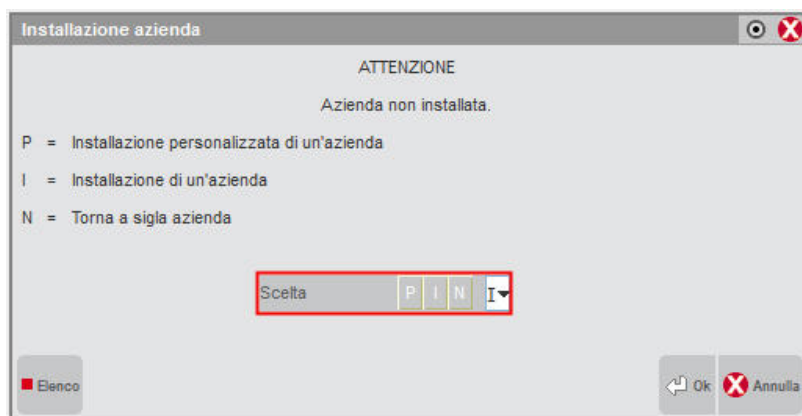 Installazione azienda
ATTENZIONE
Azienda non installata.
P = Installazione personalizzata di un'azienda
I = Installazione di un'azienda
N = Torna a sigla azienda
Scelta P I N I
Elenco Ok Annulla